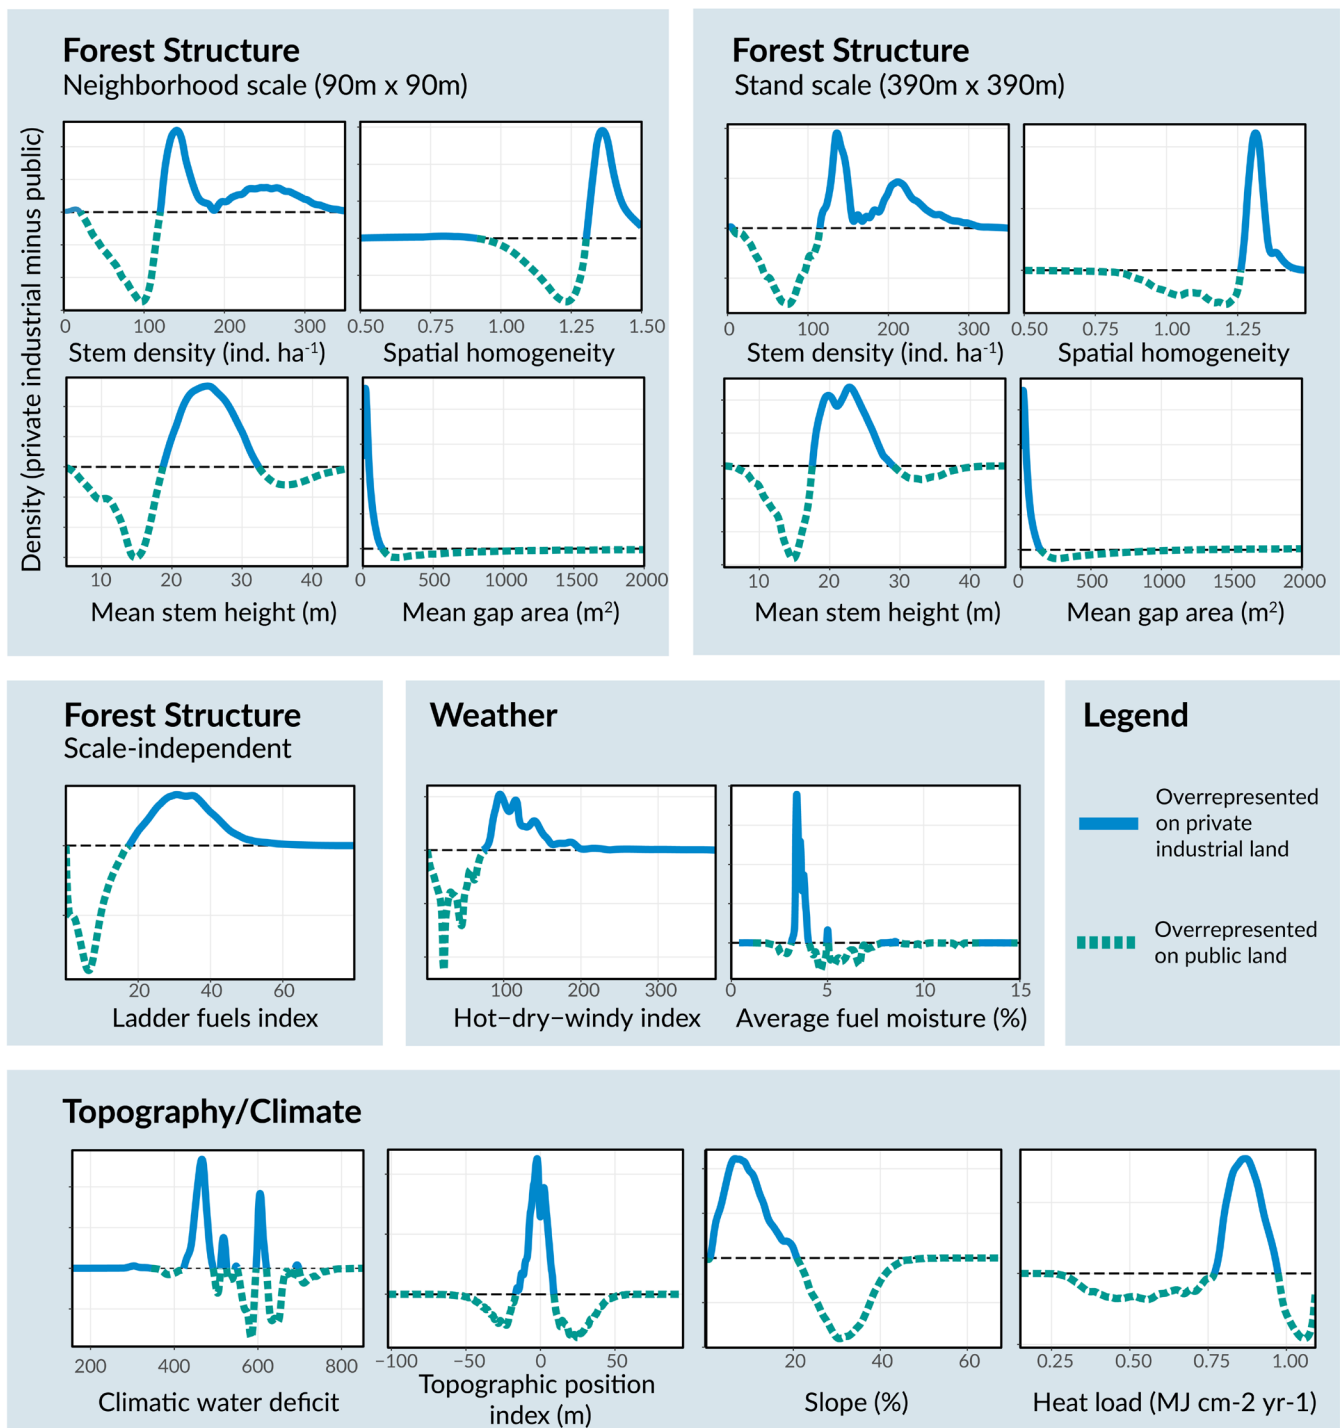 Forest Structure
Neighborhood scale (90m x 90m)
Density (private industrial minus public)
0 100 200 300
Stem density (ind. ha-1)
0.50 0.75 1.00 1.25 1.50
Spatial homogeneity
10 20 30 40
Mean stem height (m)
0 500 1000 1500 2000
Mean gap area (m2)
Forest Structure
Stand scale (390m x 390m)
0 100 200 300
Stem density (ind. ha-1)
0.50 0.75 1.00 1.25
Spatial homogeneity
10 20 30 40
Mean stem height (m)
0 500 1000 1500 2000
Mean gap area (m2)
Forest Structure
Scale-independent
20 40 60
Ladder fuels index
Weather
100 200 300
Hot−dry−windy index
0 5 10 15
Average fuel moisture (%)
Legend
Overrepresented
on private
industrial land
Overrepresented
on public land
Topography/Climate
200 400 600 800
Climatic water deficit
−100 −50 0 50
Topographic position
index (m)
20 40 60
Slope (%)
0.25 0.50 0.75 1.00
Heat load (MJ cm-2 yr-1)